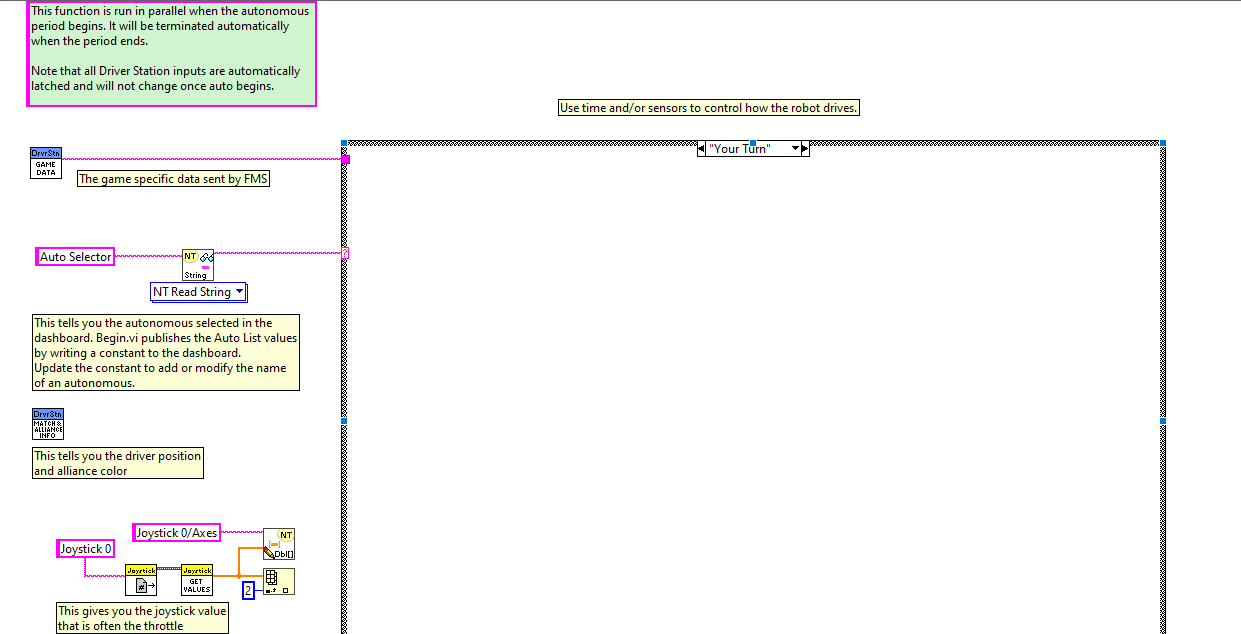 This function is run in parallel when the autonomous
period begins. It will be terminated automatically
when the period ends.
Note that all Driver Station inputs are automatically
latched and will not change once auto begins.
Use time and/or sensors to control how the robot drives.
"Your Turn"
DrvrStn
GAME
DATA
The game specific data sent by FMS
Auto Selector
NT
String
?
NT Read String
This tells you the autonomous selected in the
dashboard. Begin.vi publishes the Auto List values
by writing a constant to the dashboard.
Update the constant to add or modify the name
of an autonomous.
DrvrStn
MATCH &
ALLIANCE
INFO
This tells you the driver position
and alliance color
Joystick 0/Axes
NT
Dbl[]
Joystick 0
Joystick
#
Joystick
GET
VALUES
2
This gives you the joystick value
that is often the throttle